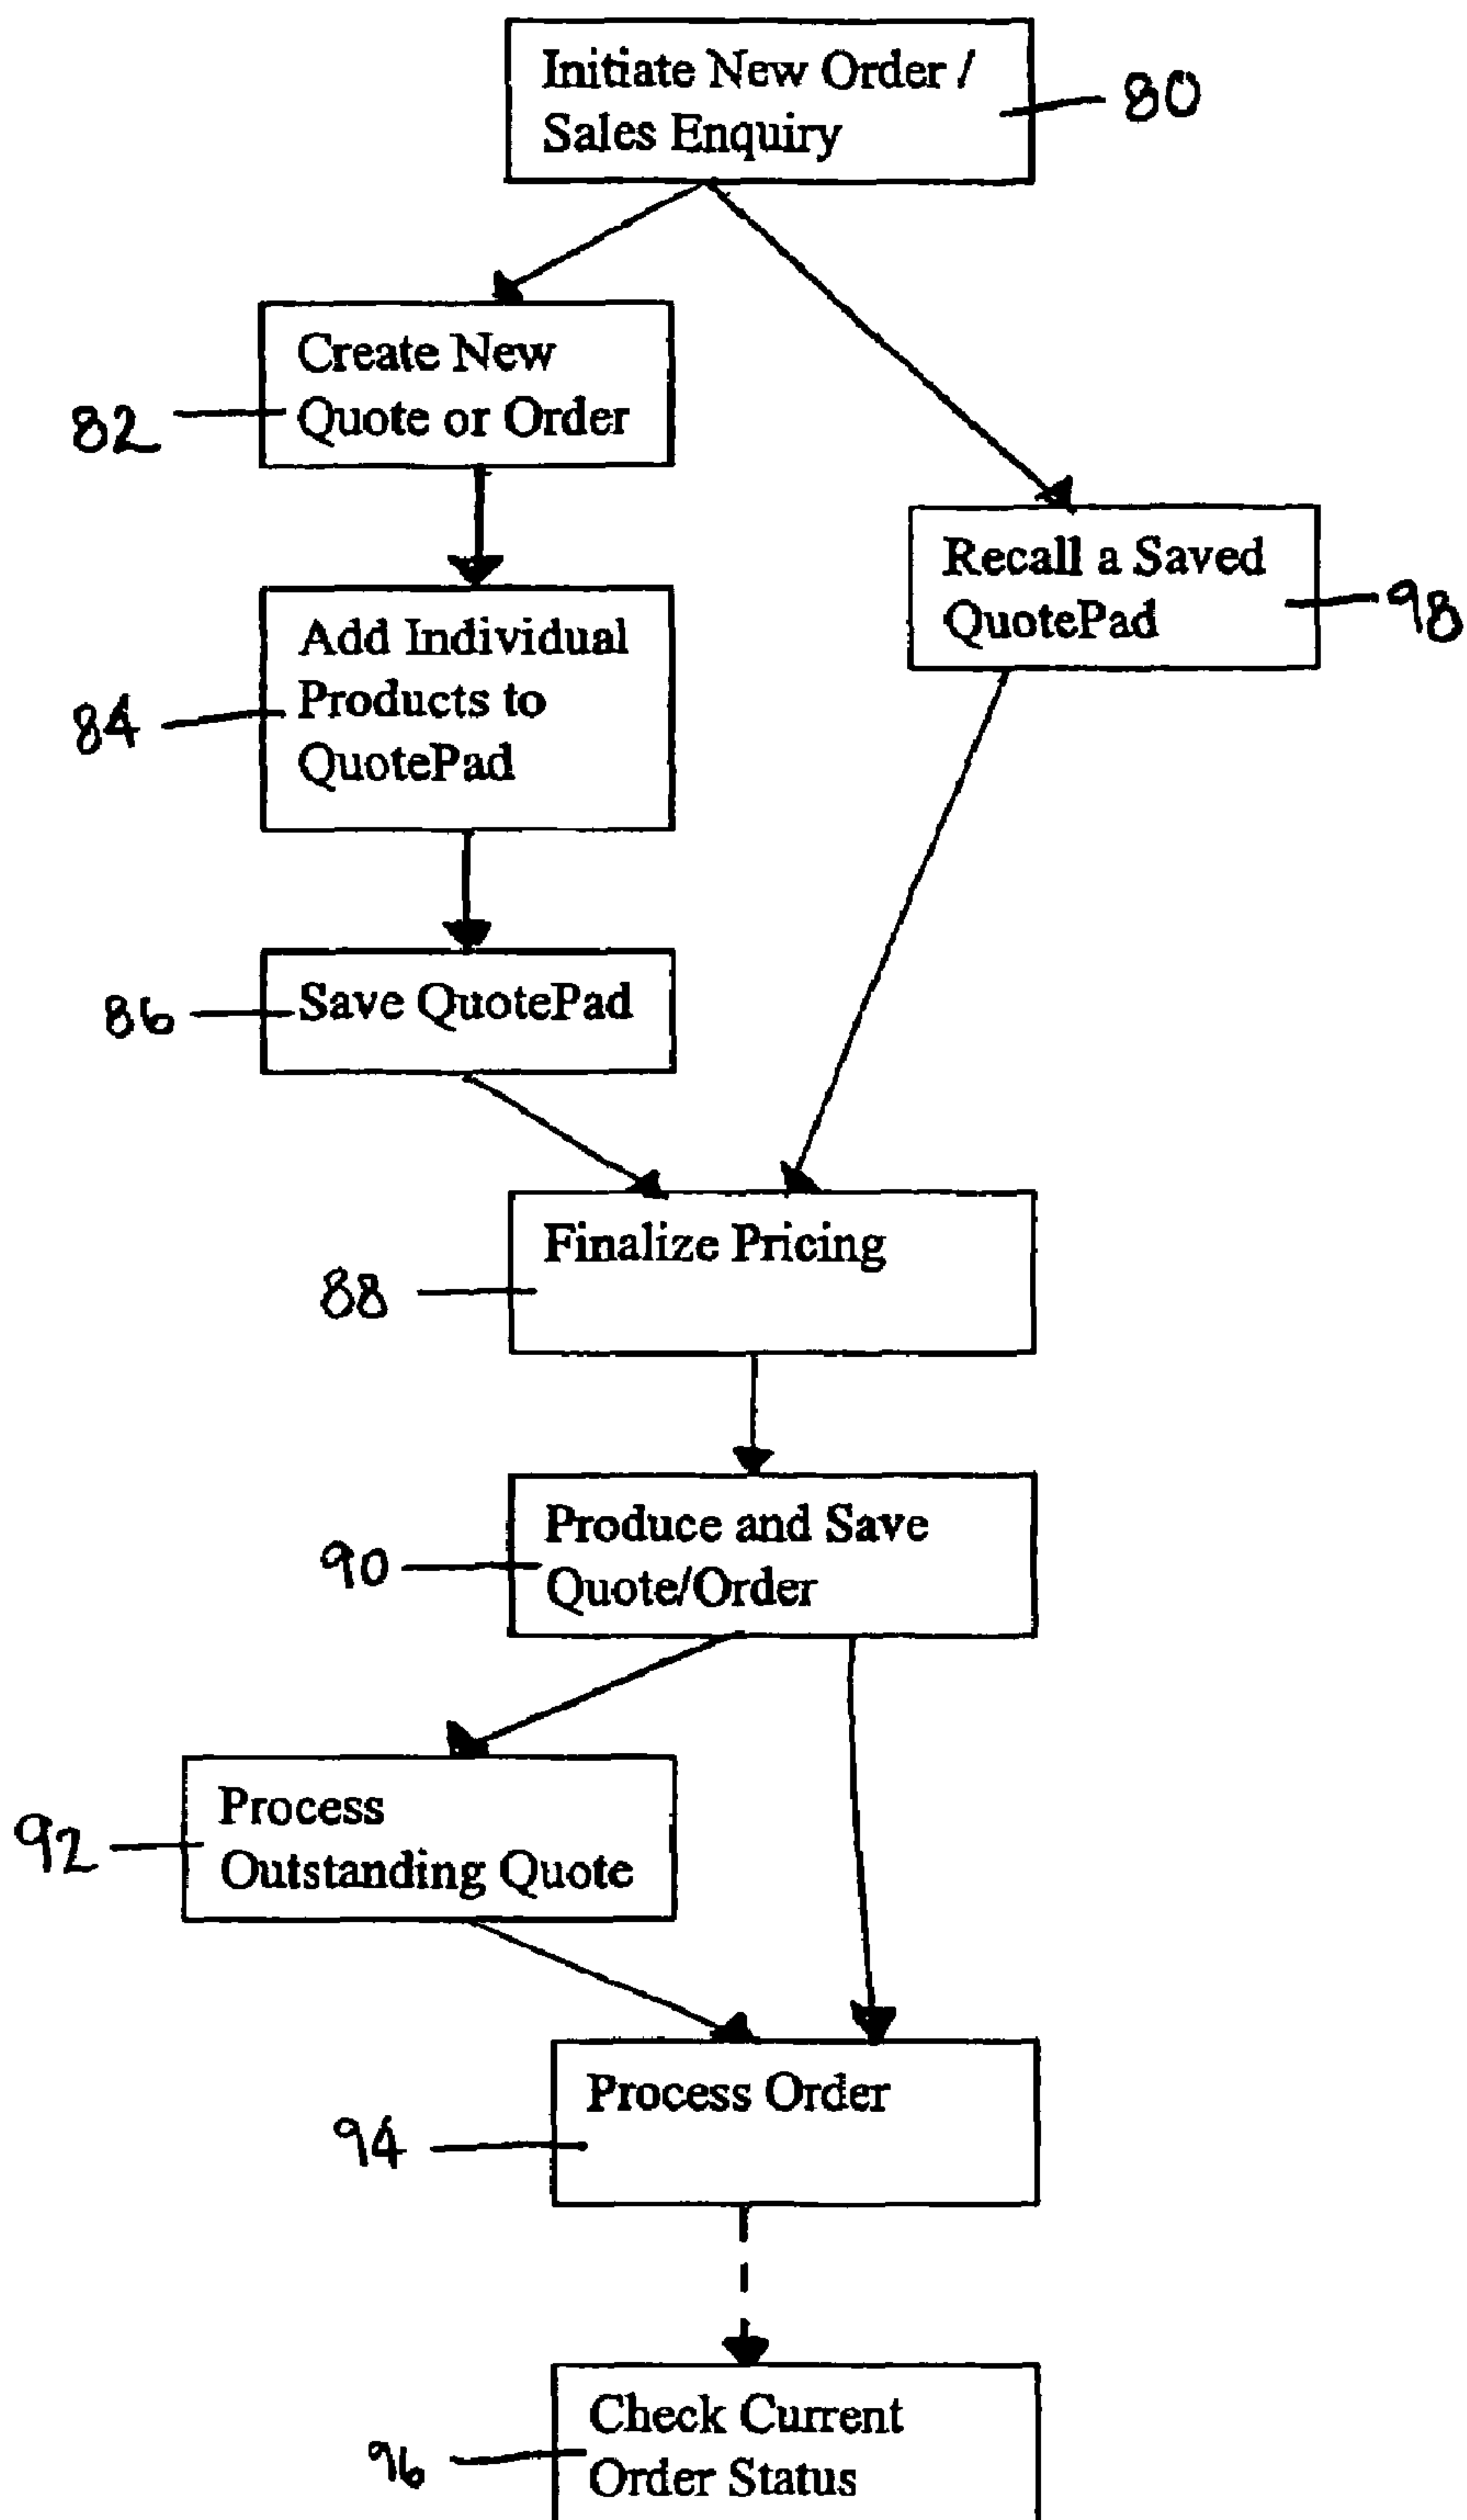 Initiate New Order /
Sales Enquiry
80
Create New
Quote or Order
82
Recall a Saved
QuotePad
98
Add Individual
Products to
QuotePad
84
Save QuotePad
86
Finalize Pricing
88
Produce and Save
Quote/Order
90
Process
Outstanding Quote
92
Process Order
94
Check Current
Order Status
96